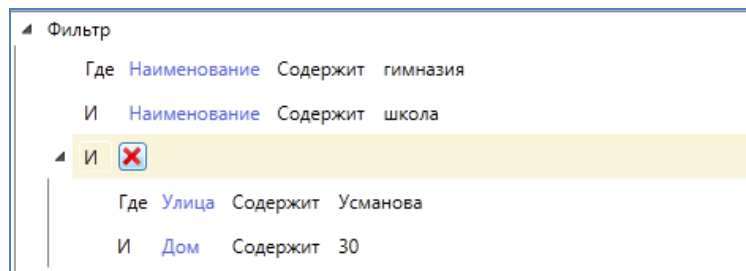 Фильтр
Где Наименование Содержит гимназия
И Наименование Содержит школа
И
Где Улица Содержит Усманова
И Дом Содержит 30